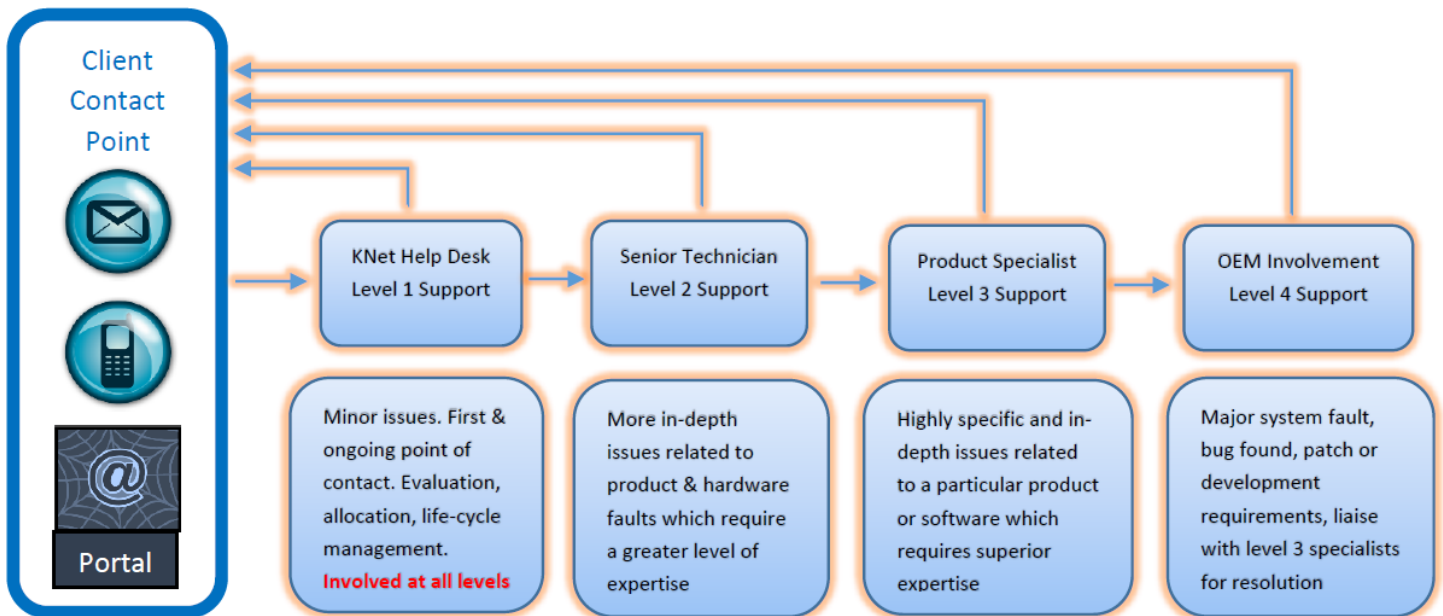 Client
Contact
Point
@
Portal
KNet Help Desk
Level 1 Support
Senior Technician
Level 2 Support
Product Specialist
Level 3 Support
OEM Involvement
Level 4 Support
Minor issues. First &
ongoing point of
contact. Evaluation,
allocation, life-cycle
management.
Involved at all levels
More in-depth
issues related to
product & hardware
faults which require
a greater level of
expertise
Highly specific and in-
depth issues related
to a particular product
or software which
requires superior
expertise
Major system fault,
bug found, patch or
development
requirements, liaise
with level 3 specialists
for resolution